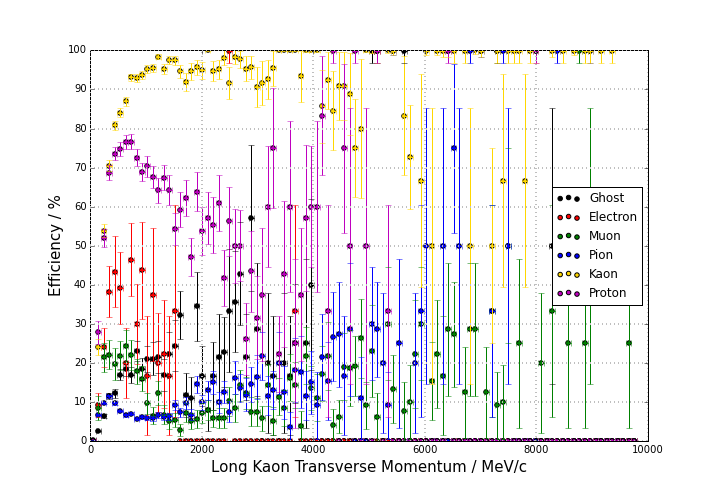 100
90
80
70
60
50
40
30
20
10
0
Efficiency / %
Ghost
Electron
Muon
Pion
Kaon
Proton
0 2000 4000 6000 8000 10000
Long Kaon Transverse Momentum / MeV/c